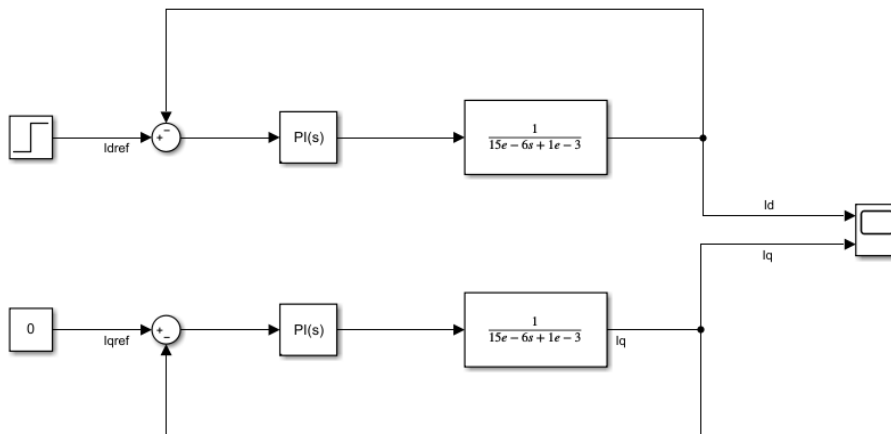 Idref
PI(s)
1
15e − 6s + 1e − 3
Id
Iq
0
Iqref
PI(s)
1
15e − 6s + 1e − 3
Iq